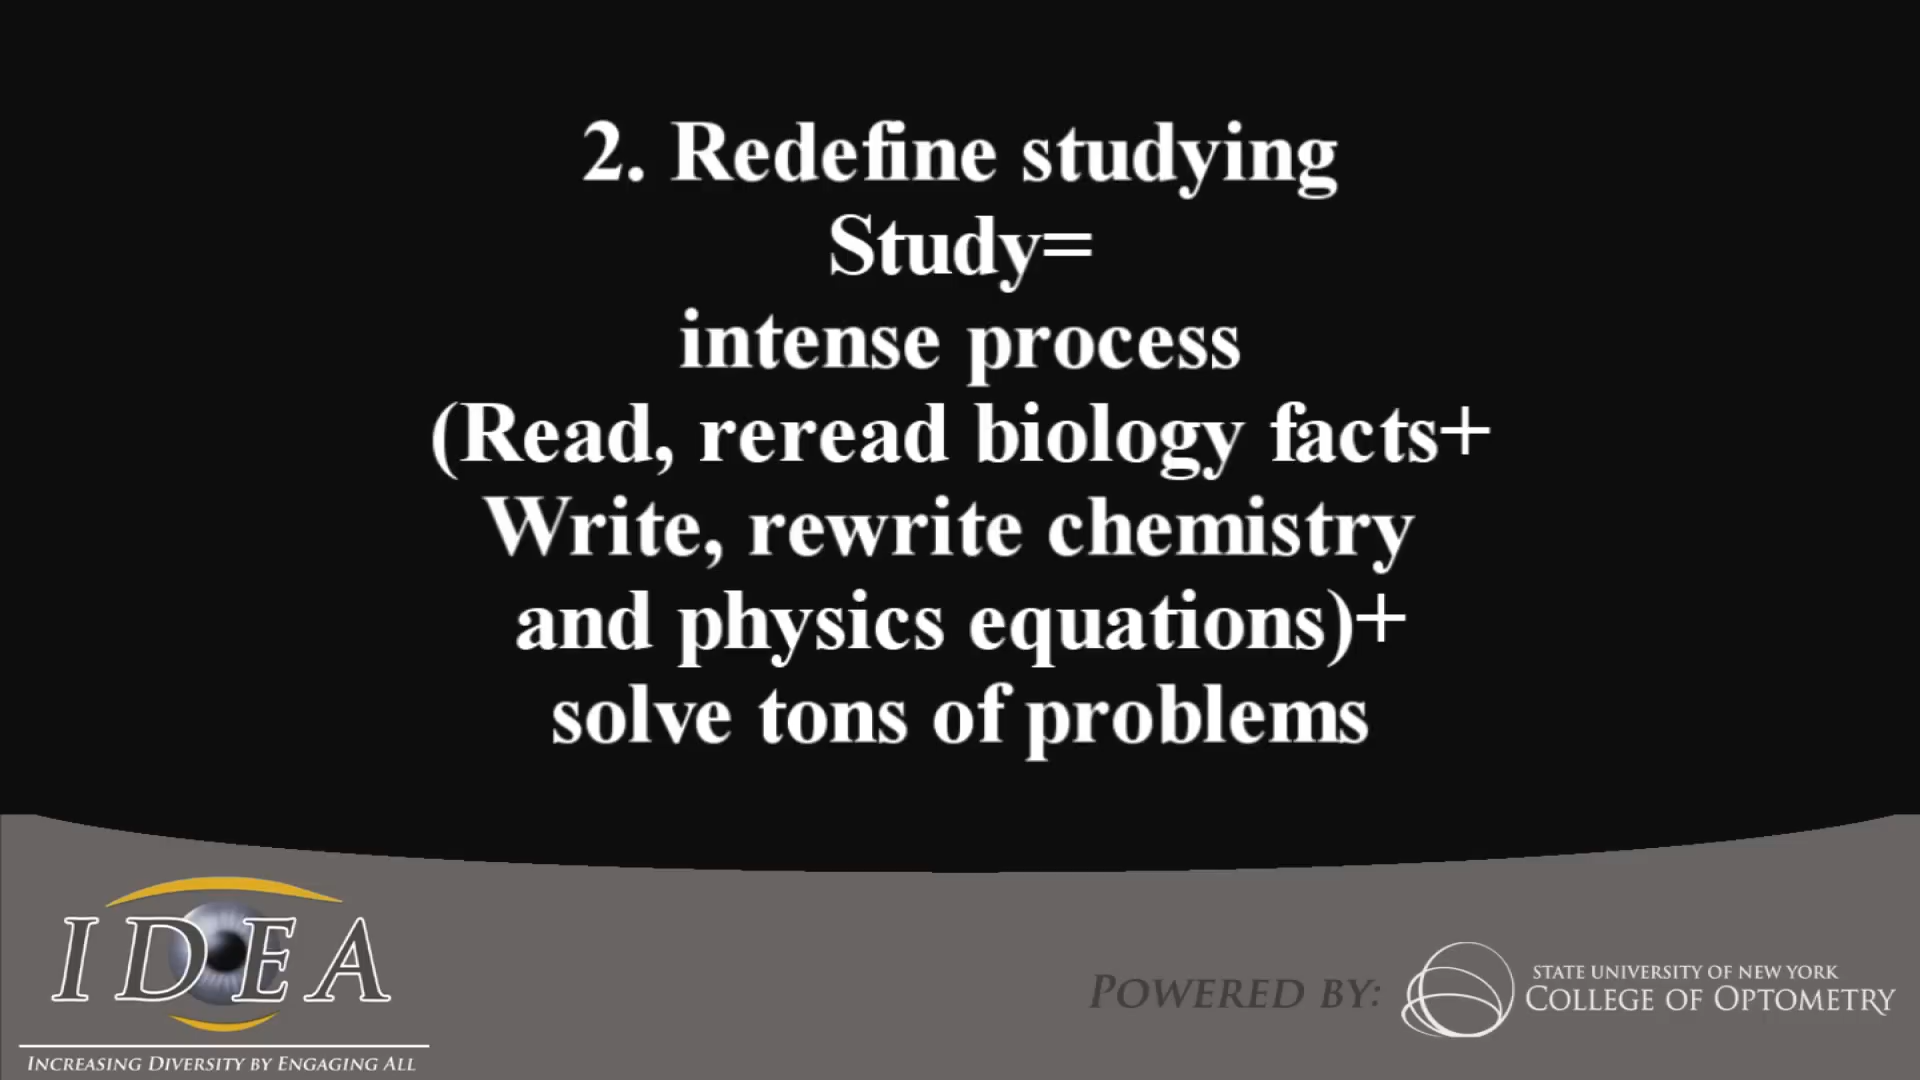 2. Redefine studying
Study=
intense process
(Read, reread biology facts+
Write, rewrite chemistry
and physics equations)+
solve tons of problems
IDEA
INCREASING DIVERSITY BY ENGAGING ALL
POWERED BY:
STATE UNIVERSITY OF NEW YORK
COLLEGE OF OPTOMETRY